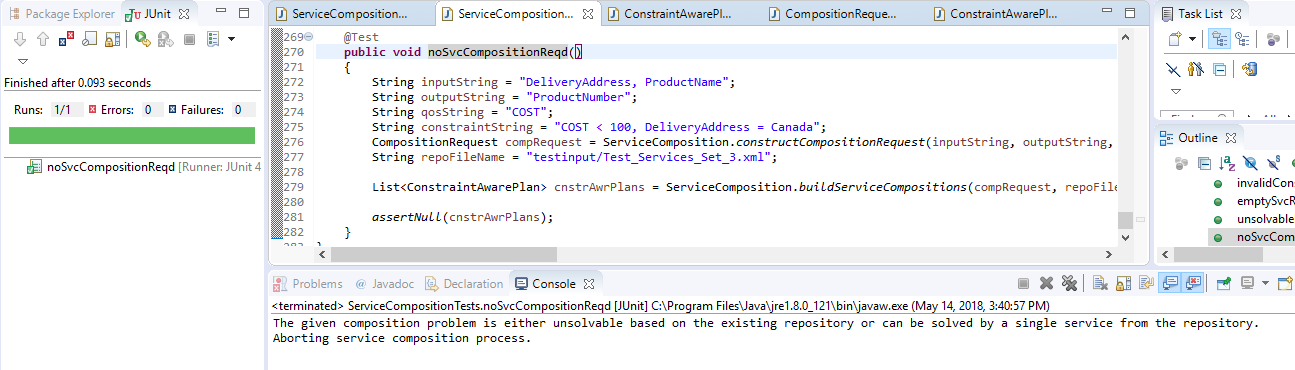 Package Explorer JUnit
Finished after 0.093 seconds
Runs: 1/1 Errors: 0 Failures: 0
noSvcCompositionReqd [Runner: JUnit 4
ServiceComposition... ServiceComposition... ConstraintAwarePl... CompositionReque... ConstraintAwarePl...
269 @Test
270 public void noSvcCompositionReqd()
271 {
272 String inputString = "DeliveryAddress, ProductName";
273 String outputString = "ProductNumber";
274 String qosString = "COST";
275 String constraintString = "COST < 100, DeliveryAddress = Canada";
276 CompositionRequest compRequest = ServiceComposition.constructCompositionRequest(inputString, outputString,
277 String repoFileName = "testinput/Test_Services_Set_3.xml";
278
279 List<ConstraintAwarePlan> cnstrAwrPlans = ServiceComposition.buildServiceCompositions(compRequest, repoFile
280
281 assertNull(cnstrAwrPlans);
282 }
Task List
Outline
invalidCons
emptySvcR
unsolvable
noSvcCom
Problems Javadoc Declaration Console
<terminated> ServiceCompositionTests.noSvcCompositionReqd [JUnit] C:\Program Files\Java\jre1.8.0_121\bin\javaw.exe (May 14, 2018, 3:40:57 PM)
The given composition problem is either unsolvable based on the existing repository or can be solved by a single service from the repository.
Aborting service composition process.